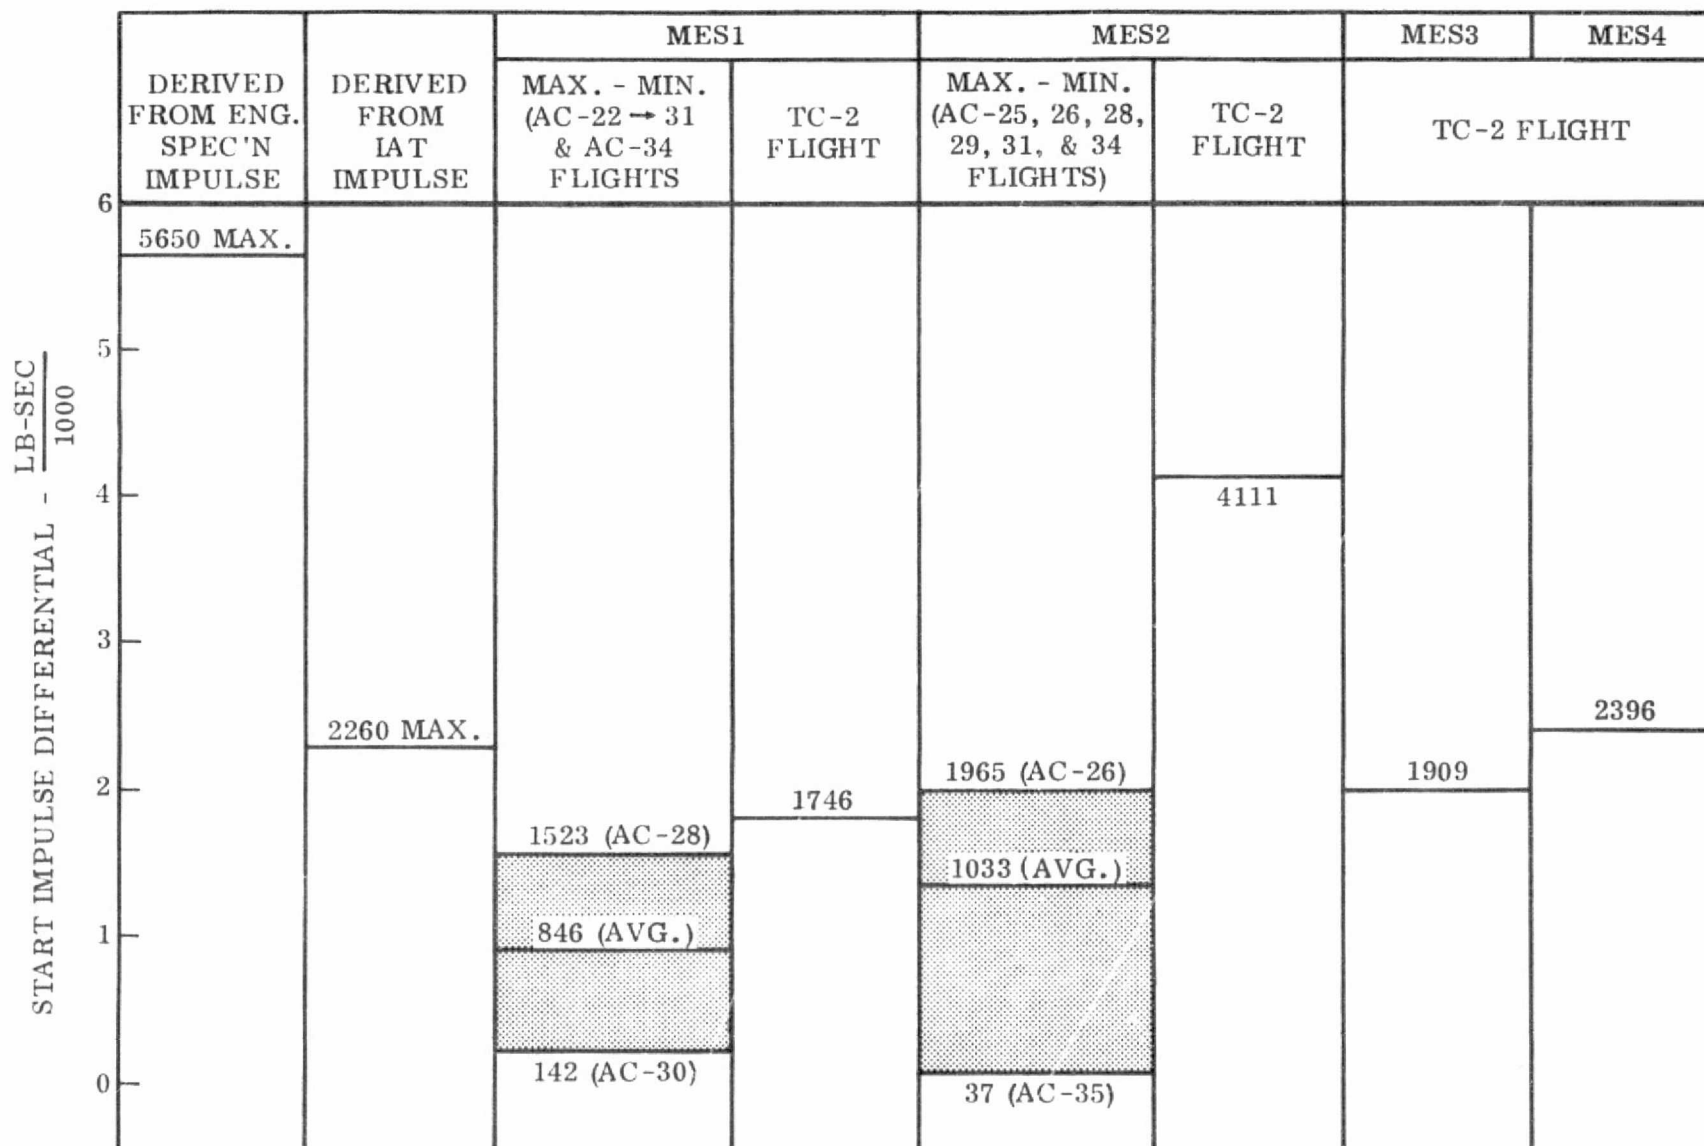 MES1
MES2
MES3
MES4
DERIVED
FROM ENG.
SPEC'N
IMPULSE
DERIVED
FROM
IAT
IMPULSE
MAX. - MIN.
(AC-22 → 31
& AC-34
FLIGHTS
TC-2
FLIGHT
MAX. - MIN.
(AC-25, 26, 28,
29, 31, & 34
FLIGHTS)
TC-2
FLIGHT
TC-2 FLIGHT
START IMPULSE DIFFERENTIAL - LB-SEC
1000
6
5
4
3
2
1
0
5650 MAX.
2260 MAX.
1523 (AC-28)
846 (AVG.)
142 (AC-30)
1746
1965 (AC-26)
1033 (AVG.)
37 (AC-35)
4111
1909
2396